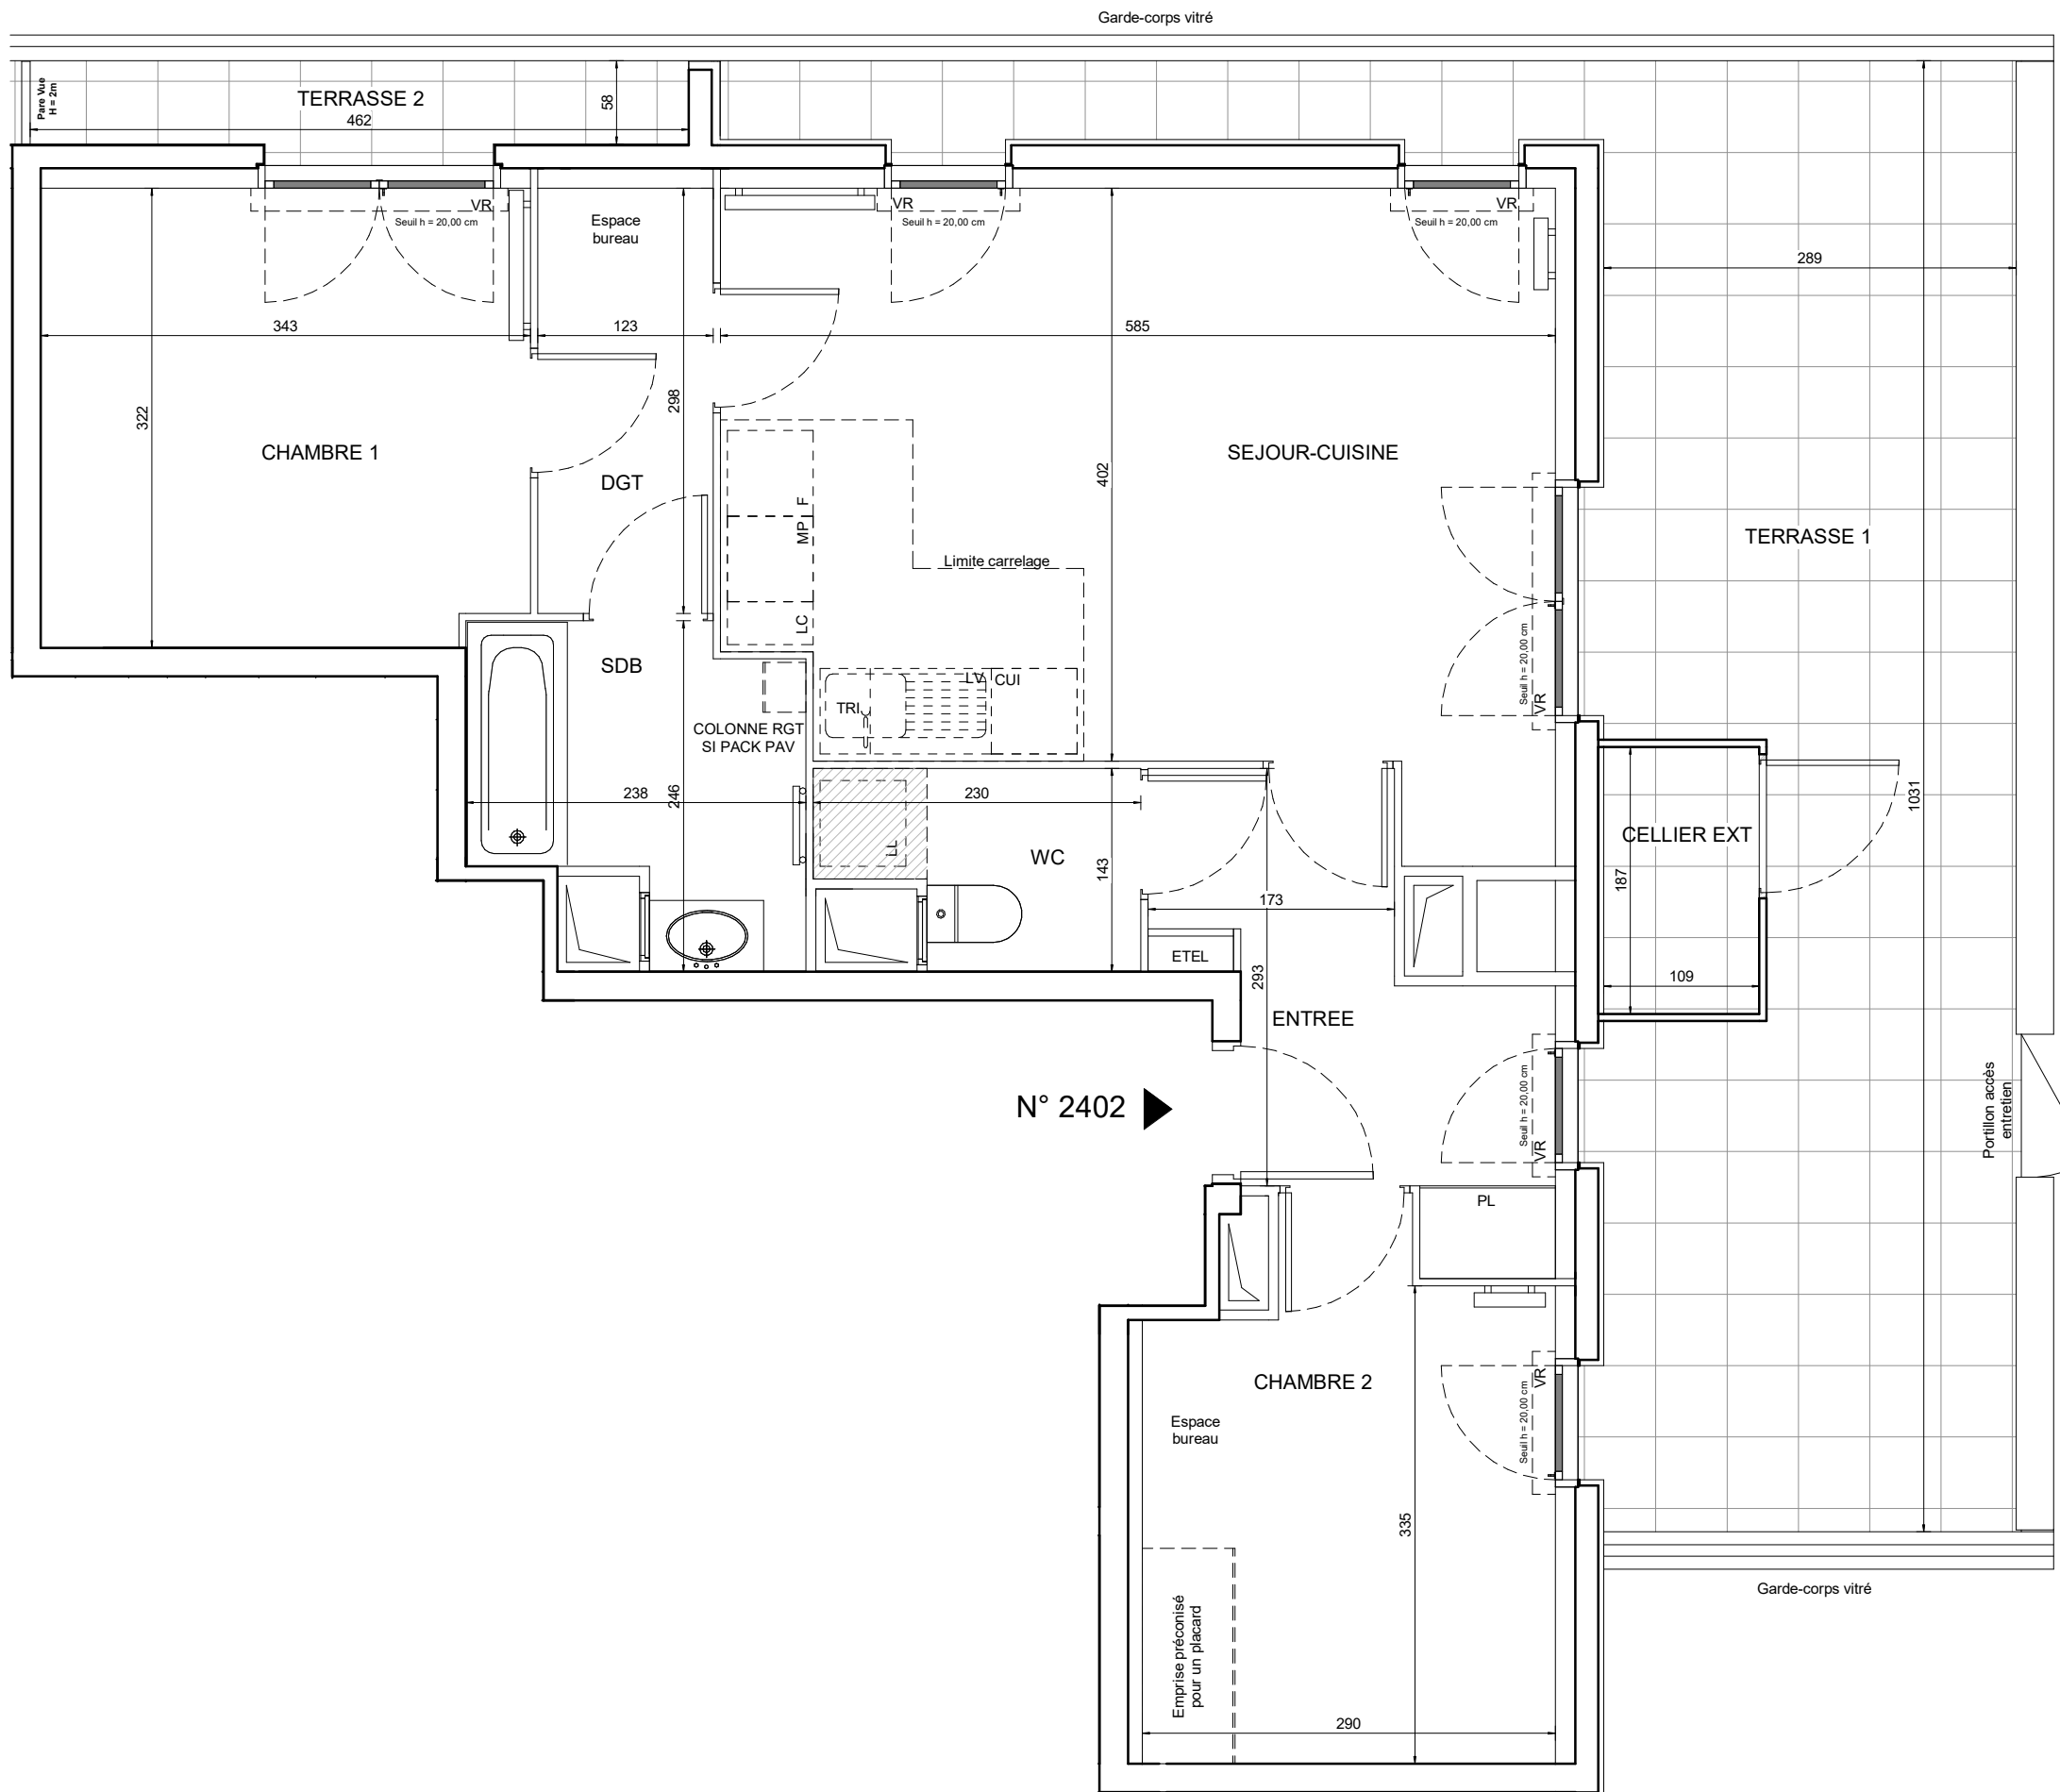 Garde-corps vitré
Pare Vue
H = 2m
TERRASSE 2
462
58
VR
Seuil h = 20,00 cm
Espace
bureau
VR
Seuil h = 20,00 cm
VR
Seuil h = 20,00 cm
289
343
123
585
322
298
402
CHAMBRE 1
SEJOUR-CUISINE
DGT
F
MP
LC
Limite carrelage
TERRASSE 1
SDB
TRI
LV
CUI
Seuil h = 20,00 cm
VR
COLONNE RGT
SI PACK PAV
238
246
230
LL
WC
143
173
293
ETEL
1031
CELLIER EXT
187
109
ENTREE
N° 2402
Seuil h = 20,00 cm
VR
Portillon accès
entretien
PL
CHAMBRE 2
Espace
bureau
VR
Seuil h = 20,00 cm
335
Emprise préconisé
pour un placard
290
Garde-corps vitré